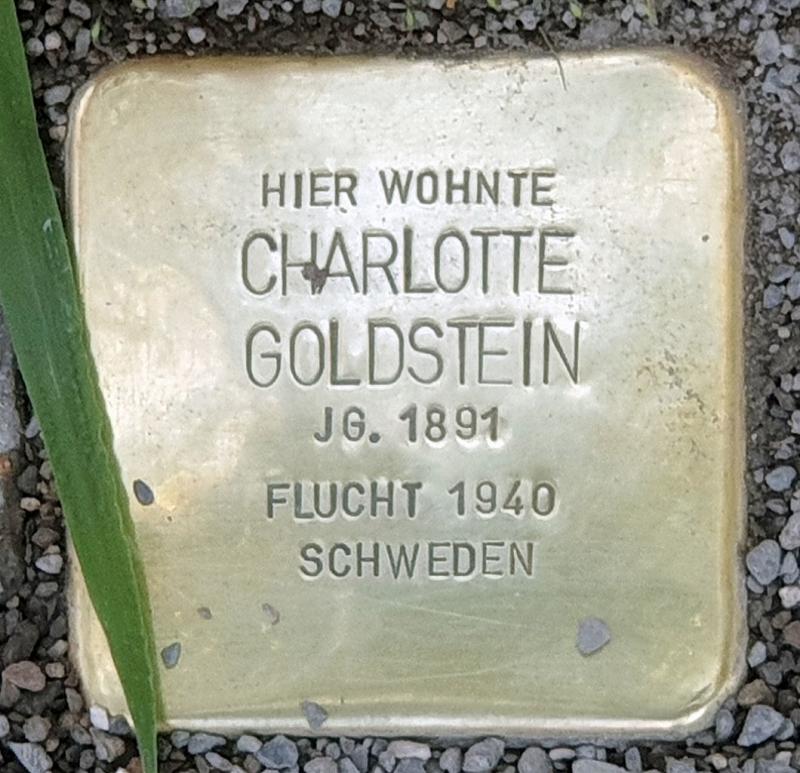 HIER WOHNTE
CHARLOTTE
GOLDSTEIN
JG. 1891
FLUCHT 1940
SCHWEDEN